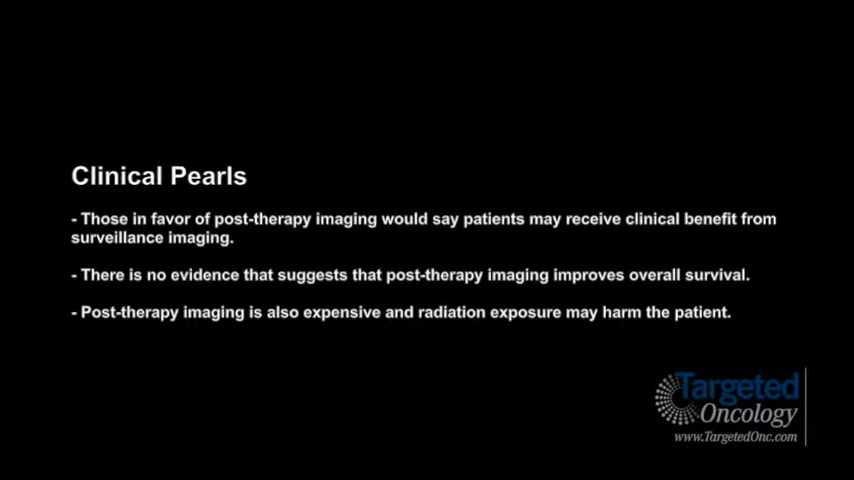 Clinical Pearls
- Those in favor of post-therapy imaging would say patients may receive clinical benefit from
surveillance imaging.
- There is no evidence that suggests that post-therapy imaging improves overall survival.
- Post-therapy imaging is also expensive and radiation exposure may harm the patient.
Targeted
Oncology
www.TargetedOnc.com